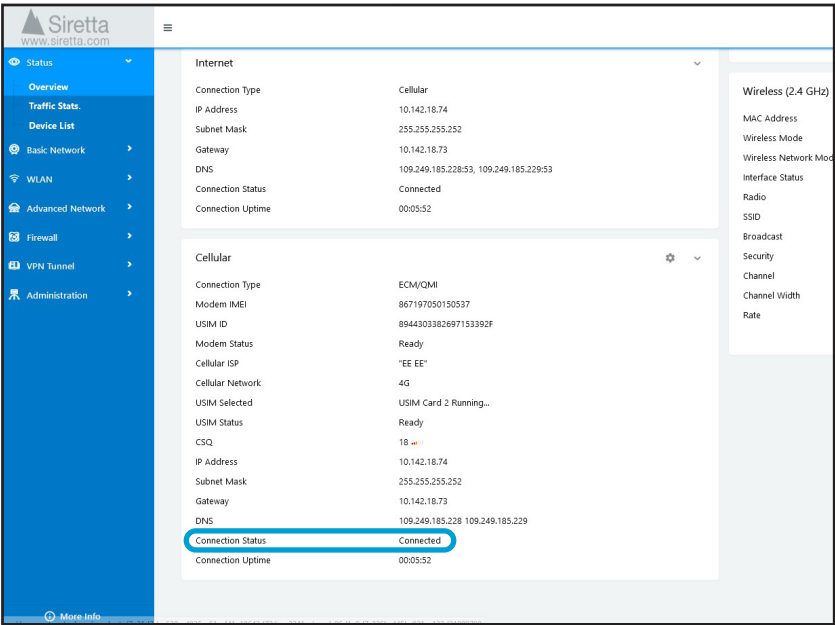 Siretta
www.siretta.com
Status
Overview
Traffic Stats.
Device List
Basic Network
WLAN
Advanced Network
Firewall
VPN Tunnel
Administration
More Info
Internet
Connection Type Cellular
IP Address 10.142.18.74
Subnet Mask 255.255.255.252
Gateway 10.142.18.73
DNS 109.249.185.228:53, 109.249.185.229:53
Connection Status Connected
Connection Uptime 00:05:52
Cellular
Connection Type ECM/QMI
Modem IMEI 867197050150537
USIM ID 8944303382697153392F
Modem Status Ready
Cellular ISP "EE EE"
Cellular Network 4G
USIM Selected USIM Card 2 Running...
USIM Status Ready
CSQ 18
IP Address 10.142.18.74
Subnet Mask 255.255.255.252
Gateway 10.142.18.73
DNS 109.249.185.228 109.249.185.229
Connection Status Connected
Connection Uptime 00:05:52
Wireless (2.4 GHz)
MAC Address
Wireless Mode
Wireless Network Mod
Interface Status
Radio
SSID
Broadcast
Security
Channel
Channel Width
Rate